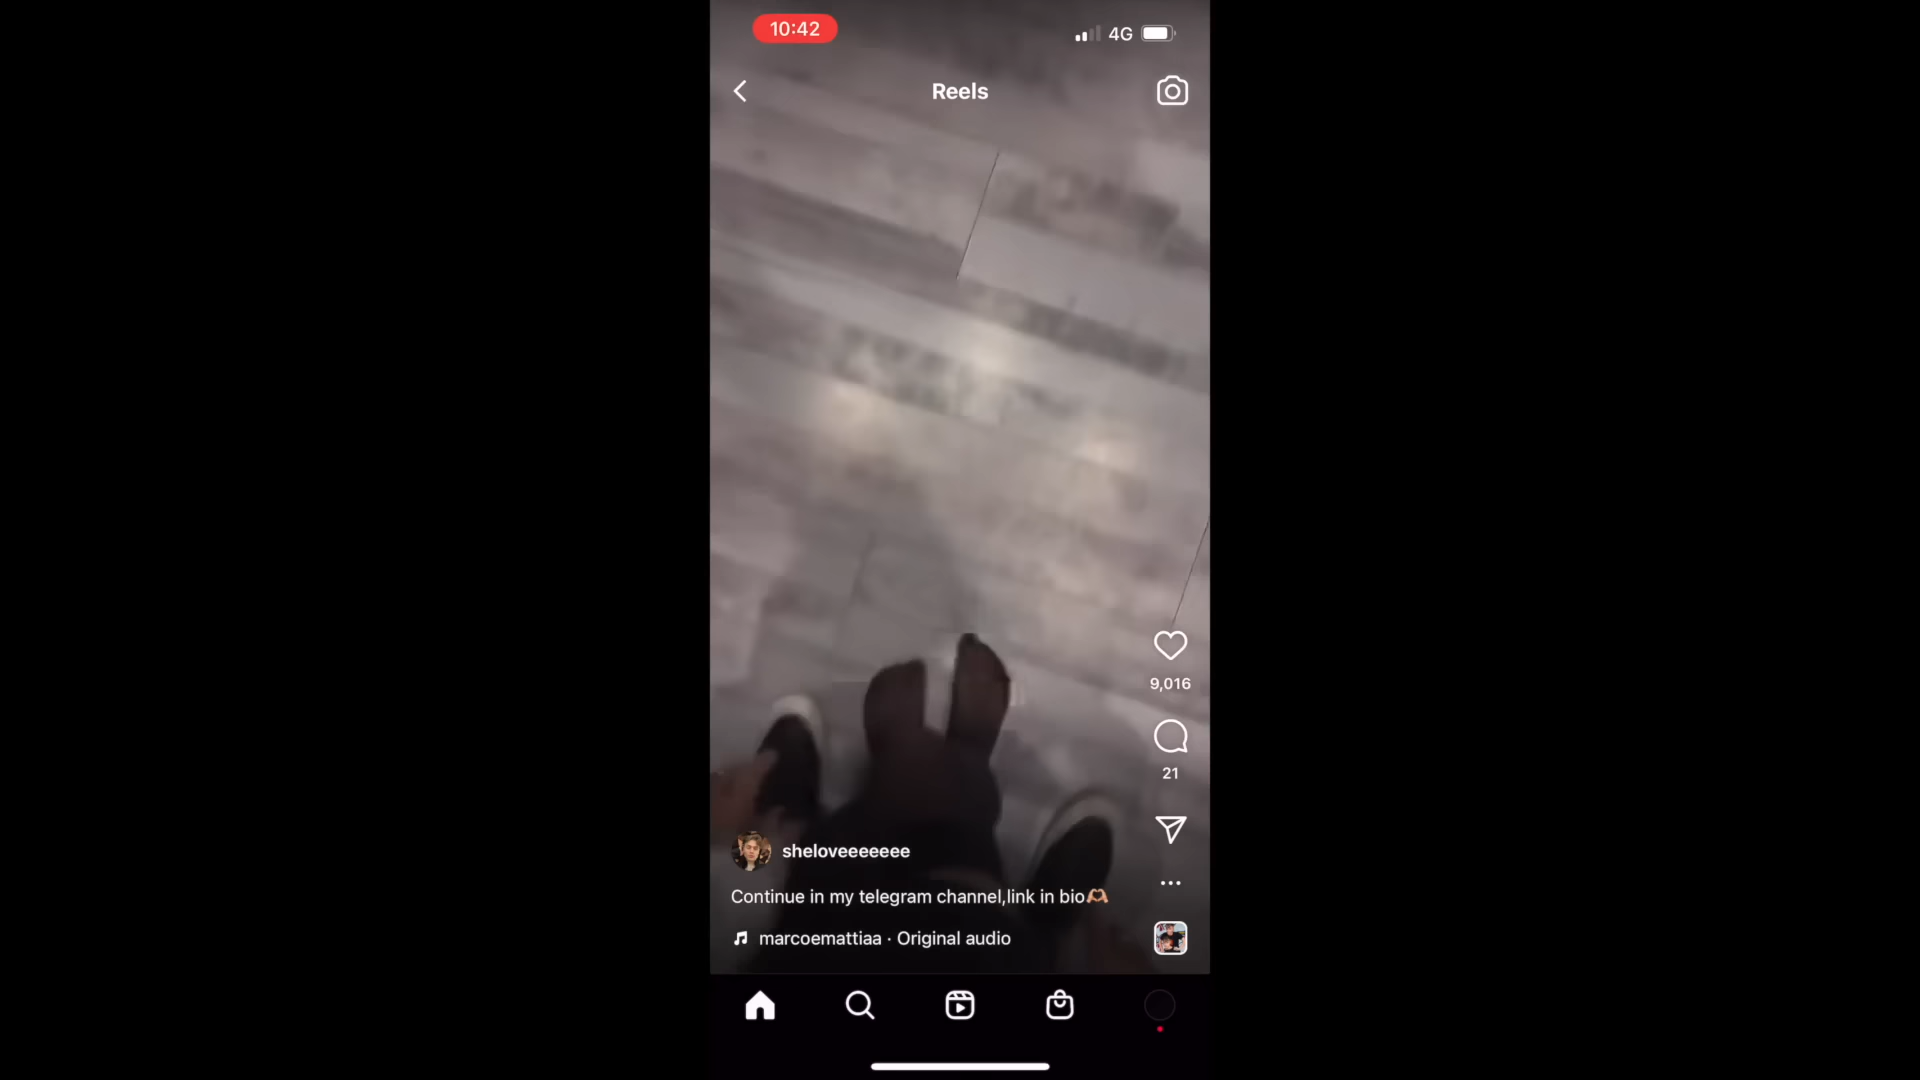 10:42
4G
Reels
9,016
21
sheloveeeeeee
Continue in my telegram channel,link in bio🫶🏼
marcoemattiaa · Original audio